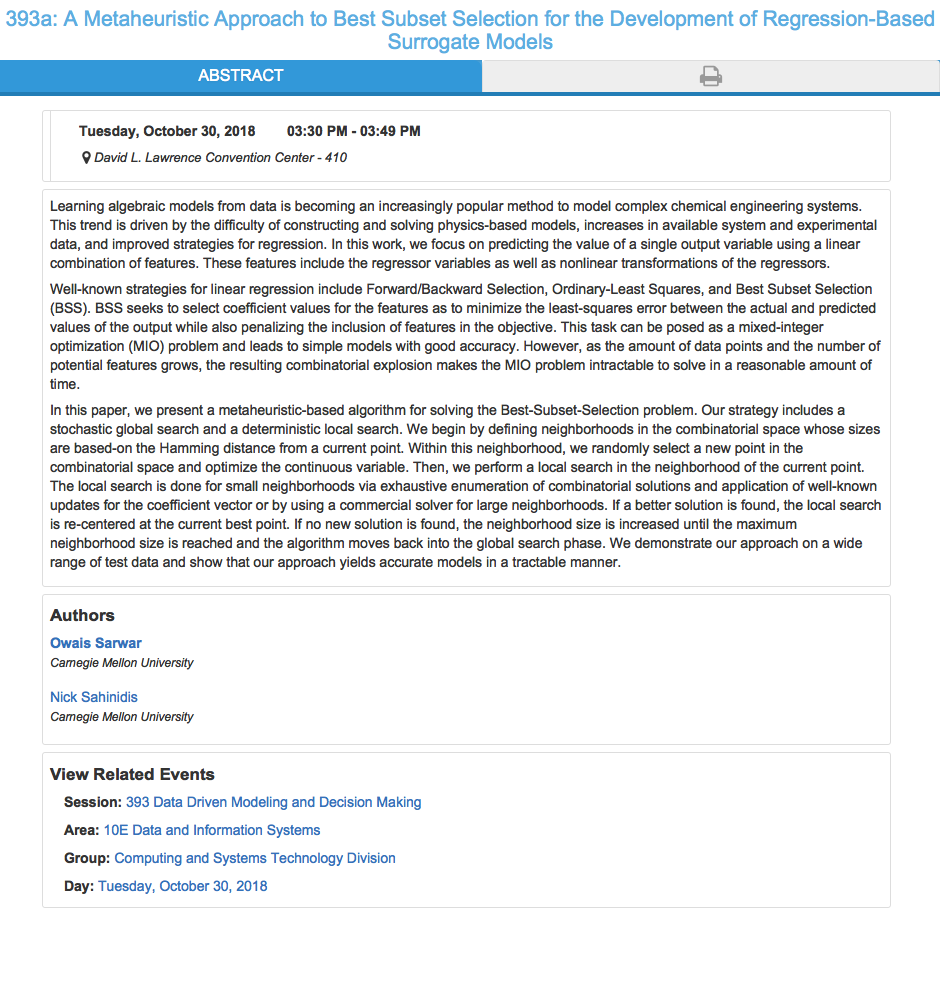 393a: A Metaheuristic Approach to Best Subset Selection for the Development of Regression-Based
Surrogate Models
ABSTRACT
Tuesday, October 30, 2018 03:30 PM - 03:49 PM
David L. Lawrence Convention Center - 410
Learning algebraic models from data is becoming an increasingly popular method to model complex chemical engineering systems.
This trend is driven by the difficulty of constructing and solving physics-based models, increases in available system and experimental
data, and improved strategies for regression. In this work, we focus on predicting the value of a single output variable using a linear
combination of features. These features include the regressor variables as well as nonlinear transformations of the regressors.
Well-known strategies for linear regression include Forward/Backward Selection, Ordinary-Least Squares, and Best Subset Selection
(BSS). BSS seeks to select coefficient values for the features as to minimize the least-squares error between the actual and predicted
values of the output while also penalizing the inclusion of features in the objective. This task can be posed as a mixed-integer
optimization (MIO) problem and leads to simple models with good accuracy. However, as the amount of data points and the number of
potential features grows, the resulting combinatorial explosion makes the MIO problem intractable to solve in a reasonable amount of
time.
In this paper, we present a metaheuristic-based algorithm for solving the Best-Subset-Selection problem. Our strategy includes a
stochastic global search and a deterministic local search. We begin by defining neighborhoods in the combinatorial space whose sizes
are based-on the Hamming distance from a current point. Within this neighborhood, we randomly select a new point in the
combinatorial space and optimize the continuous variable. Then, we perform a local search in the neighborhood of the current point.
The local search is done for small neighborhoods via exhaustive enumeration of combinatorial solutions and application of well-known
updates for the coefficient vector or by using a commercial solver for large neighborhoods. If a better solution is found, the local search
is re-centered at the current best point. If no new solution is found, the neighborhood size is increased until the maximum
neighborhood size is reached and the algorithm moves back into the global search phase. We demonstrate our approach on a wide
range of test data and show that our approach yields accurate models in a tractable manner.
Authors
Owais Sarwar
Carnegie Mellon University
Nick Sahinidis
Carnegie Mellon University
View Related Events
Session: 393 Data Driven Modeling and Decision Making
Area: 10E Data and Information Systems
Group: Computing and Systems Technology Division
Day: Tuesday, October 30, 2018